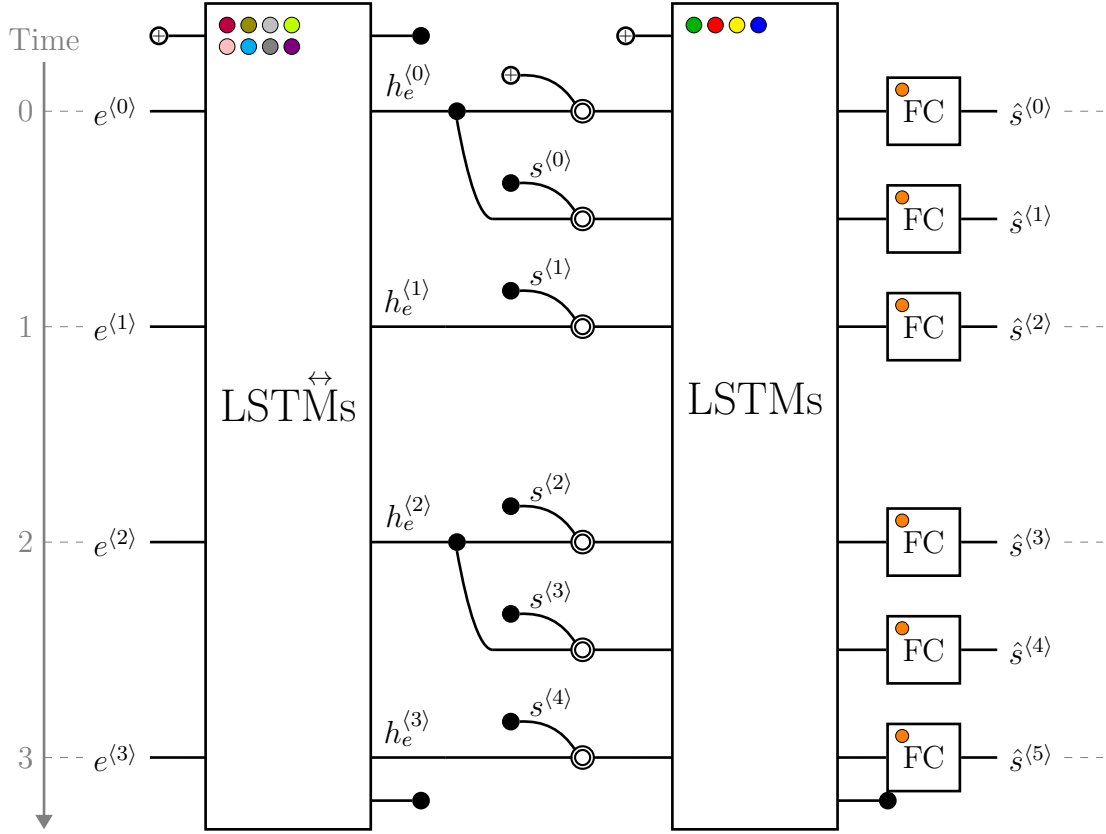 Time
h_e^⟨0⟩
0 e^⟨0⟩ FC ŝ^⟨0⟩
s^⟨0⟩
FC ŝ^⟨1⟩
s^⟨1⟩
h_e^⟨1⟩
1 e^⟨1⟩ FC ŝ^⟨2⟩
LSTM↔s LSTMs
s^⟨2⟩
h_e^⟨2⟩
2 e^⟨2⟩ FC ŝ^⟨3⟩
s^⟨3⟩
FC ŝ^⟨4⟩
s^⟨4⟩
h_e^⟨3⟩
3 e^⟨3⟩ FC ŝ^⟨5⟩